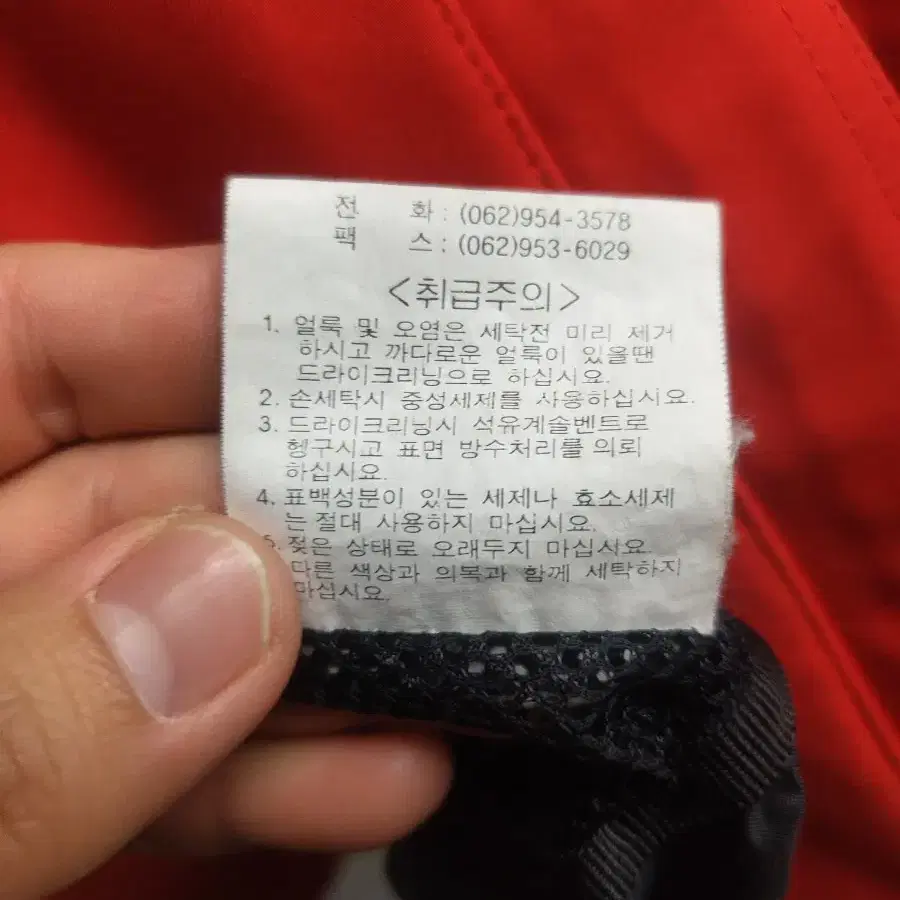 전 화 : (062)954-3578
팩 스 : (062)953-6029
<취급주의>
1. 얼룩 및 오염은 세탁전 미리 제거
하시고 까다로운 얼룩이 있을땐
드라이크리닝으로 하십시요.
2. 손세탁시 중성세제를 사용하십시요.
3. 드라이크리닝시 석유계솔벤트로
헹구시고 표면 방수처리를 의뢰
하십시요.
4. 표백성분이 있는 세제나 효소세제
는 절대 사용하지 마십시요.
5. 젖은 상태로 오래두지 마십시요.
다른 색상과 의복과 함께 세탁하지
마십시요.